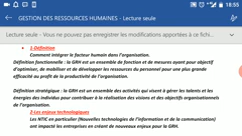 18:55
GESTION DES RESSOURCES HUMAINES - Lecture seule
Lecture seule - Vous ne pouvez pas enregistrer les modifications apportées à ce fichi...
1-Définition
Comment intégrer le facteur humain dans l'organisation.
Définition fonctionnelle : la GRH est un ensemble de fonction et de mesures ayant pour objectif
d'optimiser, de mobiliser et de développer les ressources du personnel pour une plus grande
efficacité au profit de la productivité de l'organisation.
Définition stratégique : la GRH est un ensemble des activités qui visent à gérer les talents et les
énergies des individus pour contribuer à la réalisation des visions et des objectifs organisationnels
de l'organisation.
2-Les enjeux technologiques
Les NTIC en particulier (Nouvelles technologies de l'information et de la communication)
ont impacté les entreprises en créant de nouveaux enjeux pour la GRH.